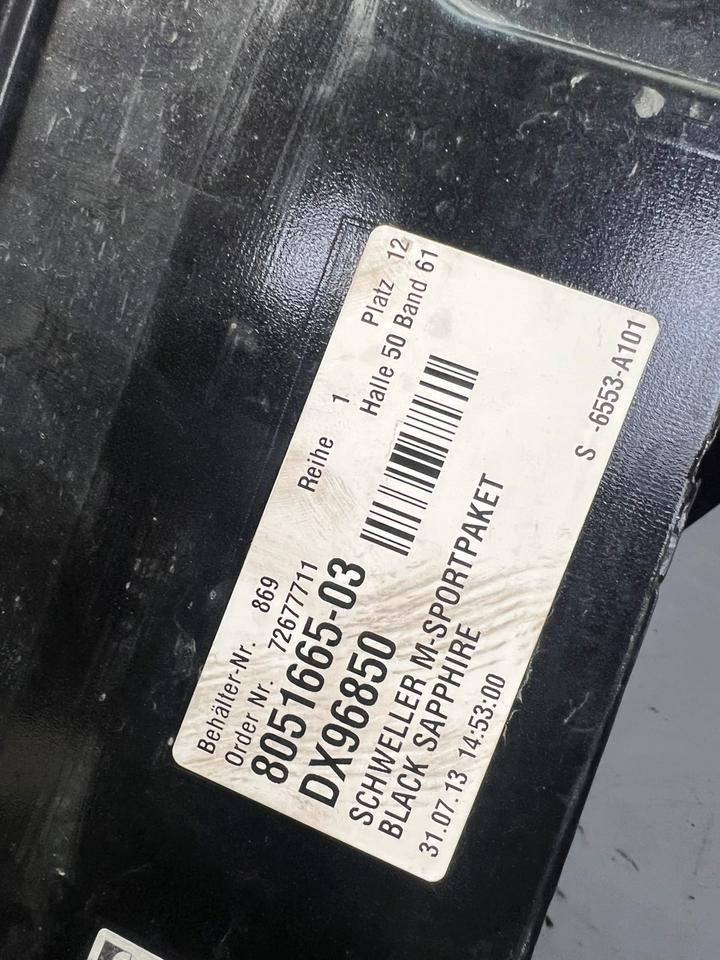 Behälter-Nr. 869 Reihe 1 Platz 12
Order Nr. 72677711 Halle 50 Band 61
8051665-03
DX96850
SCHWELLER M-SPORTPAKET
BLACK SAPPHIRE
31.07.13 14:53:00 S -6553-A101